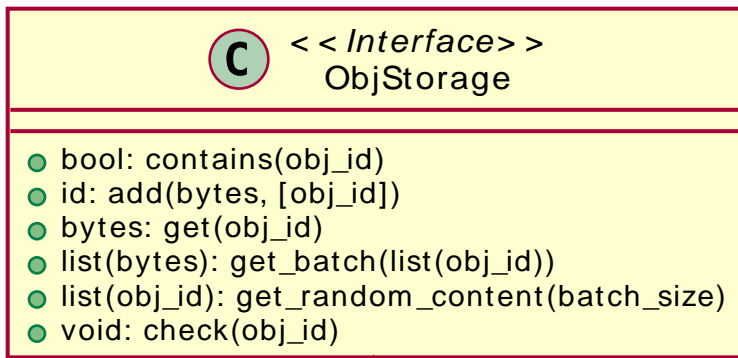 C
<<Interface>>
ObjStorage
bool: contains(obj_id)
id: add(bytes, [obj_id])
bytes: get(obj_id)
list(bytes): get_batch(list(obj_id))
list(obj_id): get_random_content(batch_size)
void: check(obj_id)